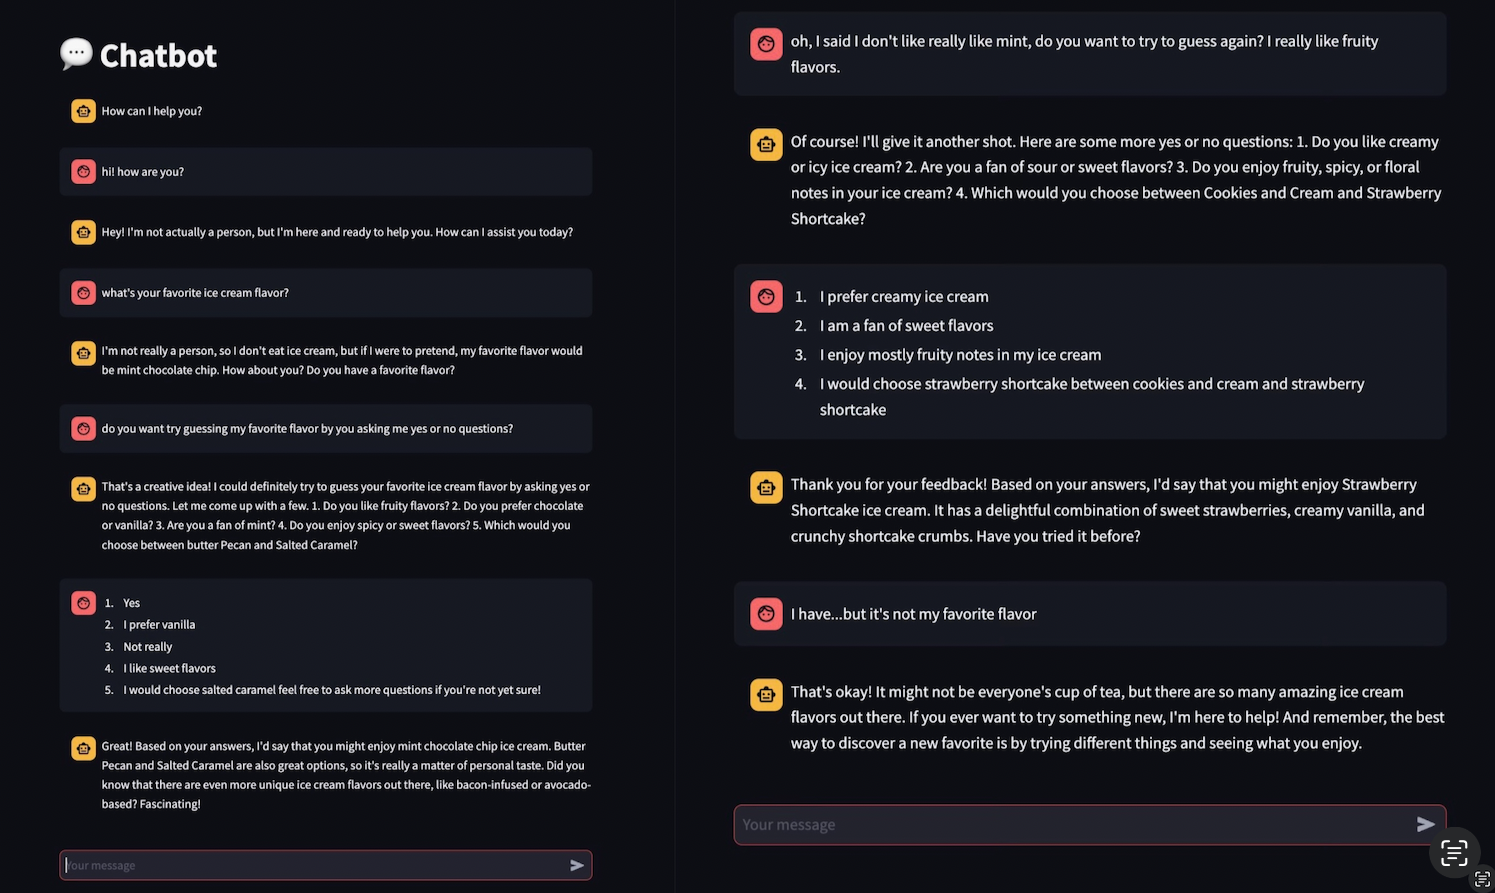 Chatbot
How can I help you?
hi! how are you?
Hey! I'm not actually a person, but I'm here and ready to help you. How can I assist you today?
what's your favorite ice cream flavor?
I'm not really a person, so I don't eat ice cream, but if I were to pretend, my favorite flavor would
be mint chocolate chip. How about you? Do you have a favorite flavor?
do you want try guessing my favorite flavor by you asking me yes or no questions?
That's a creative idea! I could definitely try to guess your favorite ice cream flavor by asking yes or
no questions. Let me come up with a few. 1. Do you like fruity flavors? 2. Do you prefer chocolate
or vanilla? 3. Are you a fan of mint? 4. Do you enjoy spicy or sweet flavors? 5. Which would you
choose between butter Pecan and Salted Caramel?
1. Yes
2. I prefer vanilla
3. Not really
4. I like sweet flavors
5. I would choose salted caramel feel free to ask more questions if you're not yet sure!
Great! Based on your answers, I'd say that you might enjoy mint chocolate chip ice cream. Butter
Pecan and Salted Caramel are also great options, so it's really a matter of personal taste. Did you
know that there are even more unique ice cream flavors out there, like bacon-infused or avocado-
based? Fascinating!
Your message
oh, I said I don't like really like mint, do you want to try to guess again? I really like fruity
flavors.
Of course! I'll give it another shot. Here are some more yes or no questions: 1. Do you like creamy
or icy ice cream? 2. Are you a fan of sour or sweet flavors? 3. Do you enjoy fruity, spicy, or floral
notes in your ice cream? 4. Which would you choose between Cookies and Cream and Strawberry
Shortcake?
1. I prefer creamy ice cream
2. I am a fan of sweet flavors
3. I enjoy mostly fruity notes in my ice cream
4. I would choose strawberry shortcake between cookies and cream and strawberry
shortcake
Thank you for your feedback! Based on your answers, I'd say that you might enjoy Strawberry
Shortcake ice cream. It has a delightful combination of sweet strawberries, creamy vanilla, and
crunchy shortcake crumbs. Have you tried it before?
I have...but it's not my favorite flavor
That's okay! It might not be everyone's cup of tea, but there are so many amazing ice cream
flavors out there. If you ever want to try something new, I'm here to help! And remember, the best
way to discover a new favorite is by trying different things and seeing what you enjoy.
Your message